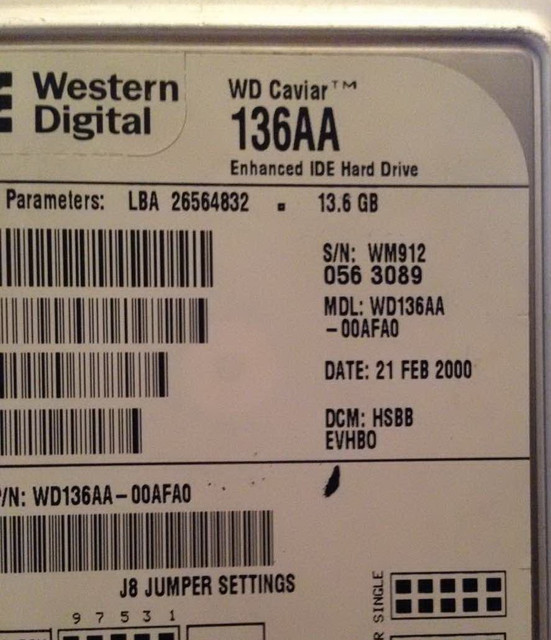 Western
Digital
WD Caviar™
136AA
Enhanced IDE Hard Drive
Parameters: LBA 26564832 ▪ 13.6 GB
S/N: WM912
056 3089
MDL: WD136AA
-00AFA0
DATE: 21 FEB 2000
DCM: HSBB
EVHBO
/N: WD136AA-00AFA0
J8 JUMPER SETTINGS
9 7 5 3 1
SINGLE